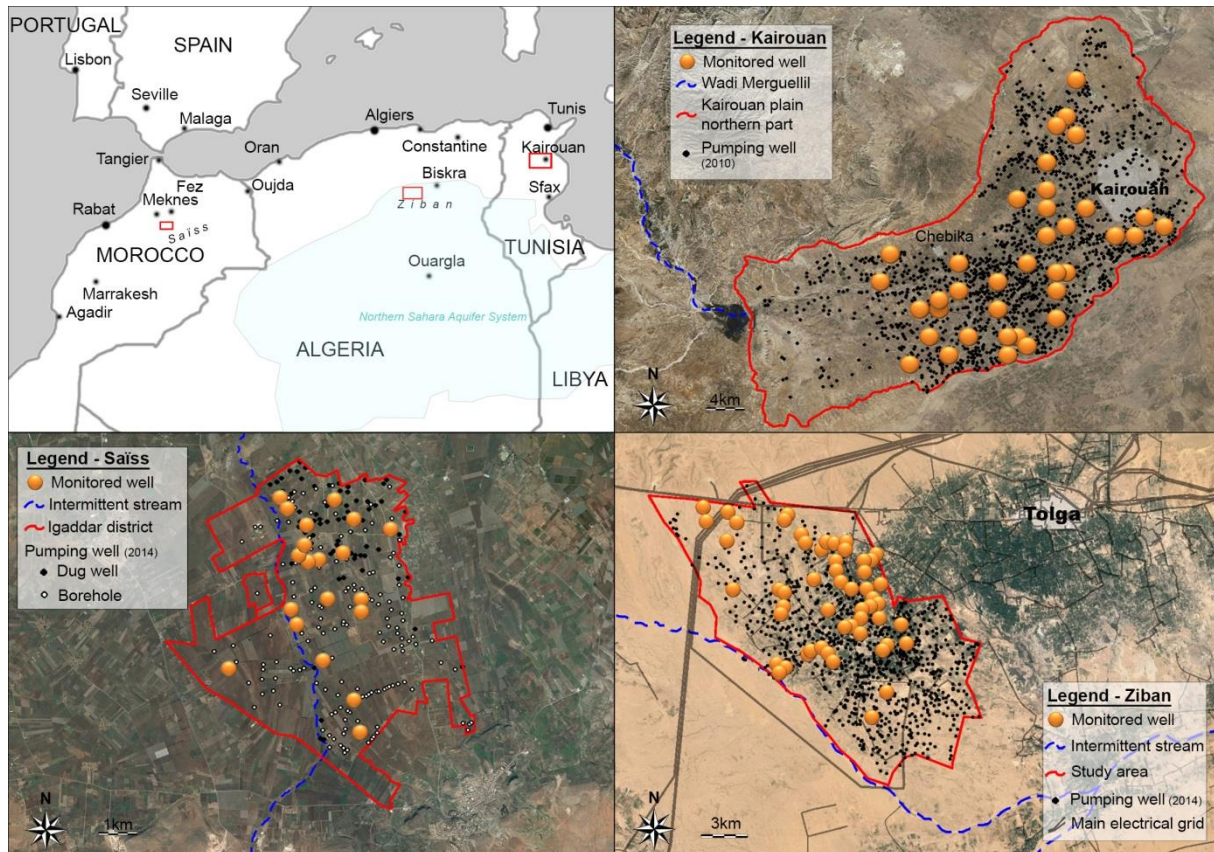 PORTUGAL
SPAIN
Lisbon
Seville
Malaga
Algiers
Tunis
Tangier
Oran
Constantine
Kairouan
Fez
Oujda
Biskra
Sfax
Meknes
Ziban
Rabat
Saïss
MOROCCO
TUNISIA
Ouargla
Marrakesh
Agadir
Northern Sahara Aquifer System
ALGERIA
LIBYA
Legend - Kairouan
Monitored well
Wadi Merguellil
Kairouan plain
northern part
Pumping well
(2010)
Kairouan
Chebika
N
4km
Legend - Saïss
Monitored well
Intermittent stream
Igaddar district
Pumping well (2014)
Dug well
Borehole
N
1km
Tolga
Legend - Ziban
Monitored well
Intermittent stream
Study area
Pumping well (2014)
Main electrical grid
N
3km